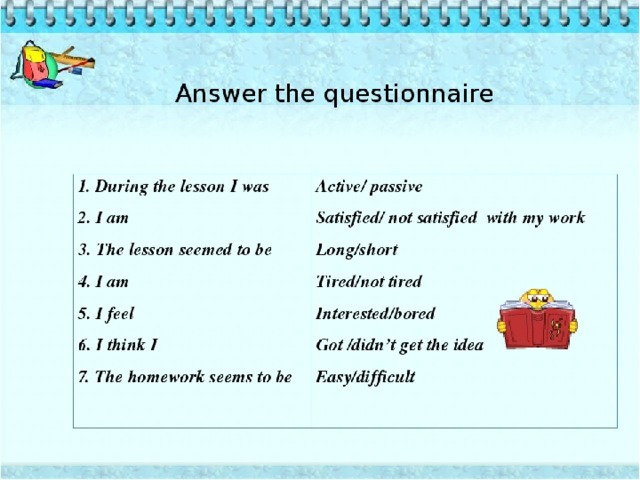 Answer the questionnaire
1. During the lesson I was Active/ passive
2. I am Satisfied/ not satisfied with my work
3. The lesson seemed to be Long/short
4. I am Tired/not tired
5. I feel Interested/bored
6. I think I Got /didn’t get the idea
7. The homework seems to be Easy/difficult